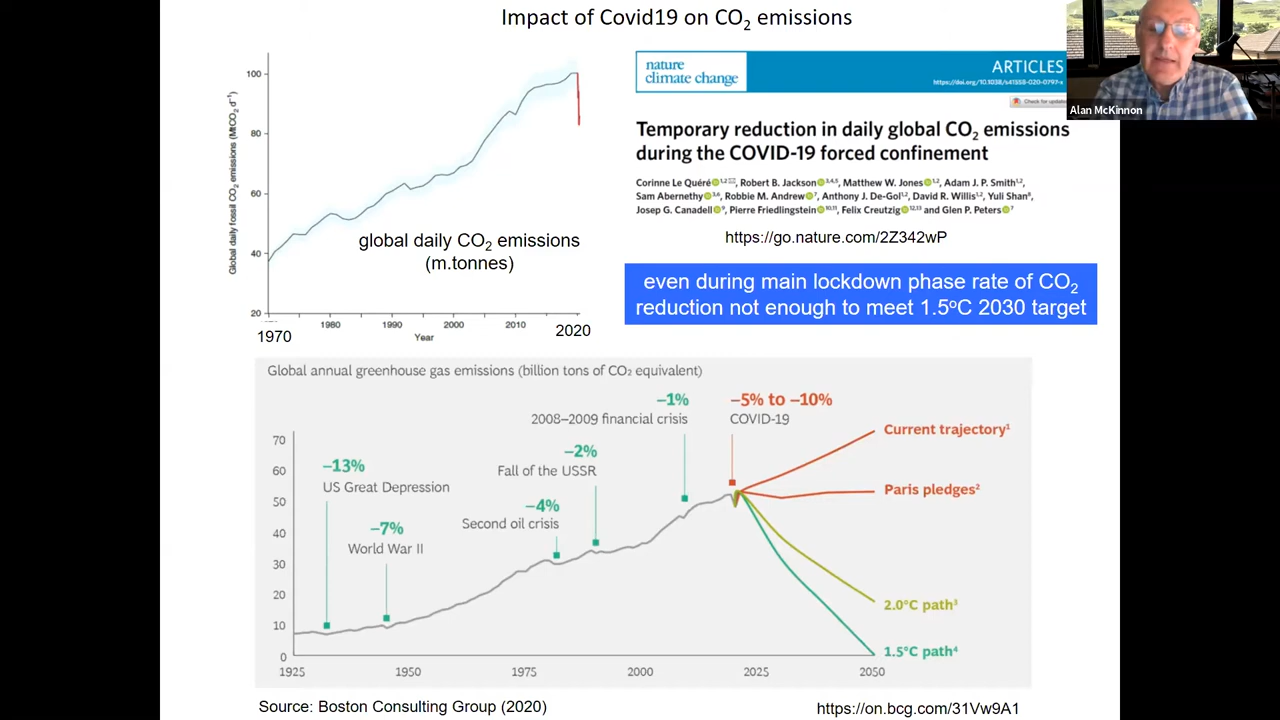 Impact of Covid19 on CO₂ emissions
Alan McKinnon
100
80
60
40
20
Global daily fossil CO₂ emissions (MtCO₂ d⁻¹)
global daily CO₂ emissions
(m.tonnes)
1970
1980
1990
2000
2010
2020
Year
nature
climate change
ARTICLES
https://doi.org/10.1038/s41558-020-0797-x
Check for updates
Temporary reduction in daily global CO₂ emissions
during the COVID-19 forced confinement
Corinne Le Quéré 1,2, Robert B. Jackson 3,4,5, Matthew W. Jones 1,2, Adam J. P. Smith1,2,
Sam Abernethy 3,6, Robbie M. Andrew 7, Anthony J. De-Gol1,2, David R. Willis1,2, Yuli Shan8,
Josep G. Canadell 9, Pierre Friedlingstein 10,11, Felix Creutzig 12,13 and Glen P. Peters 7
https://go.nature.com/2Z342wP
even during main lockdown phase rate of CO₂
reduction not enough to meet 1.5ºC 2030 target
Global annual greenhouse gas emissions (billion tons of CO₂ equivalent)
70
60
50
40
30
20
10
0
–13%
US Great Depression
–7%
World War II
–4%
Second oil crisis
–2%
Fall of the USSR
–1%
2008–2009 financial crisis
–5% to –10%
COVID-19
Current trajectory¹
Paris pledges²
2.0°C path³
1.5°C path⁴
1925
1950
1975
2000
2025
2050
Source: Boston Consulting Group (2020)
https://on.bcg.com/31Vw9A1